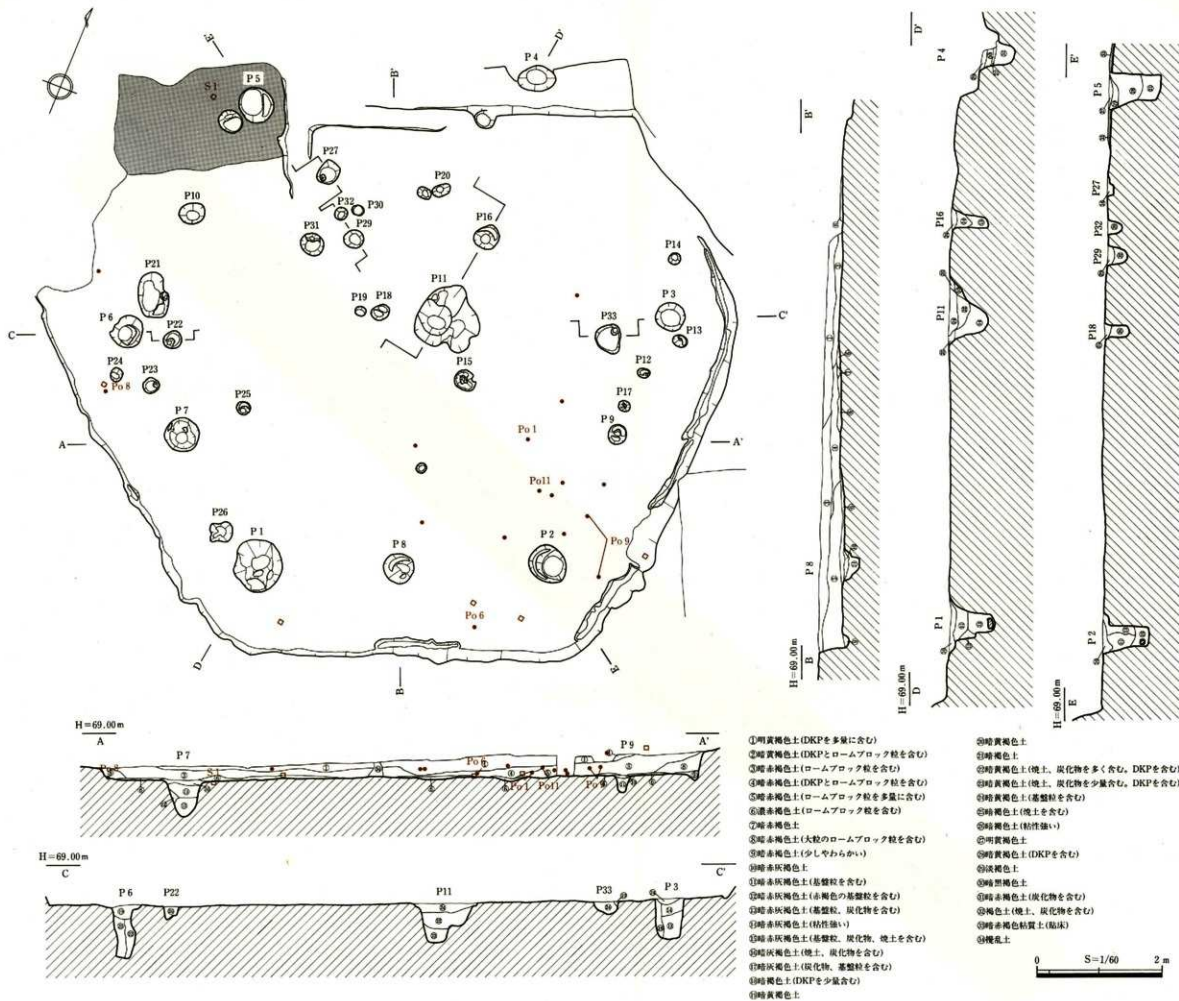 E'
D'
P 4
P 5
S 1
B'
P27
P20
P10
P32
P30
P16
P31
P29
P14
P21
P11
P 3
P19
P18
P 6
P22
P33
P13
C
C'
P24
P23
P15
P12
Po 8
P25
P17
P 7
P 9
A
Po 1
A'
Po11
P26
P 1
P 8
P 2
Po 9
Po 6
D
B
E
B'
P 8
B
H=69.00m
D'
P 4
P16
P11
P 1
D
H=69.00m
E'
P 5
P27
P32
P29
P18
P 2
E
H=69.00m
H=69.00m
A
A'
P 7
P 9
S 1
Po 1
Po11
H=69.00m
C
C'
P 6
P22
P11
P33
P 3
①明黄褐色土(DKPを多量に含む)
②暗黄褐色土(DKPとロームブロック粒を含む)
③暗赤褐色土(ロームブロック粒を含む)
④暗赤褐色土(DKPとロームブロック粒を含む)
⑤暗赤褐色土(ロームブロック粒を多量に含む)
⑥濃赤褐色土(ロームブロック粒を含む)
⑦暗赤褐色土
⑧暗赤褐色土(大粒のロームブロック粒を含む)
⑨暗赤褐色土(少しやわらかい)
⑩暗赤灰褐色土
⑪暗赤灰褐色土(基盤粒を含む)
⑫暗赤灰褐色土(赤褐色の基盤粒を含む)
⑬暗赤灰褐色土(基盤粒、炭化物を含む)
⑭暗赤灰褐色土(粘性強い)
⑮暗赤灰褐色土(基盤粒、炭化物、焼土を含む)
⑯暗灰褐色土(焼土、炭化物を含む)
⑰暗灰褐色土(炭化物、基盤粒を含む)
⑱暗褐色土(DKPを少量含む)
⑲暗黄褐色土
⑳暗黄褐色土
㉑暗褐色土
㉒暗黄褐色土(焼土、炭化物を多く含む。DKPを含む)
㉓暗黄褐色土(焼土、炭化物を少量含む。DKPを含む)
㉔暗黄褐色土(基盤粒を含む)
㉕暗褐色土(焼土を含む)
㉖暗褐色土(粘性強い)
㉗明黄褐色土
㉘暗黄褐色土(DKPを含む)
㉙淡褐色土
㉚暗黒褐色土
㉛暗赤褐色土(炭化物を含む)
㉜褐色土(焼土、炭化物を含む)
㉝暗黄褐色粘質土(貼床)
㉞攪乱土
0 S=1/60 2 m